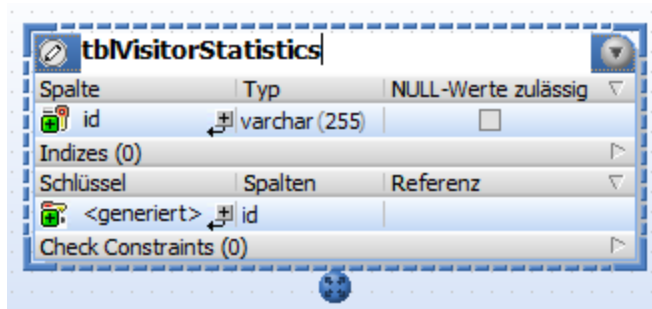 tblVisitorStatistics
Spalte Typ NULL-Werte zulässig
id varchar (255)
Indizes (0)
Schlüssel Spalten Referenz
<generiert> id
Check Constraints (0)